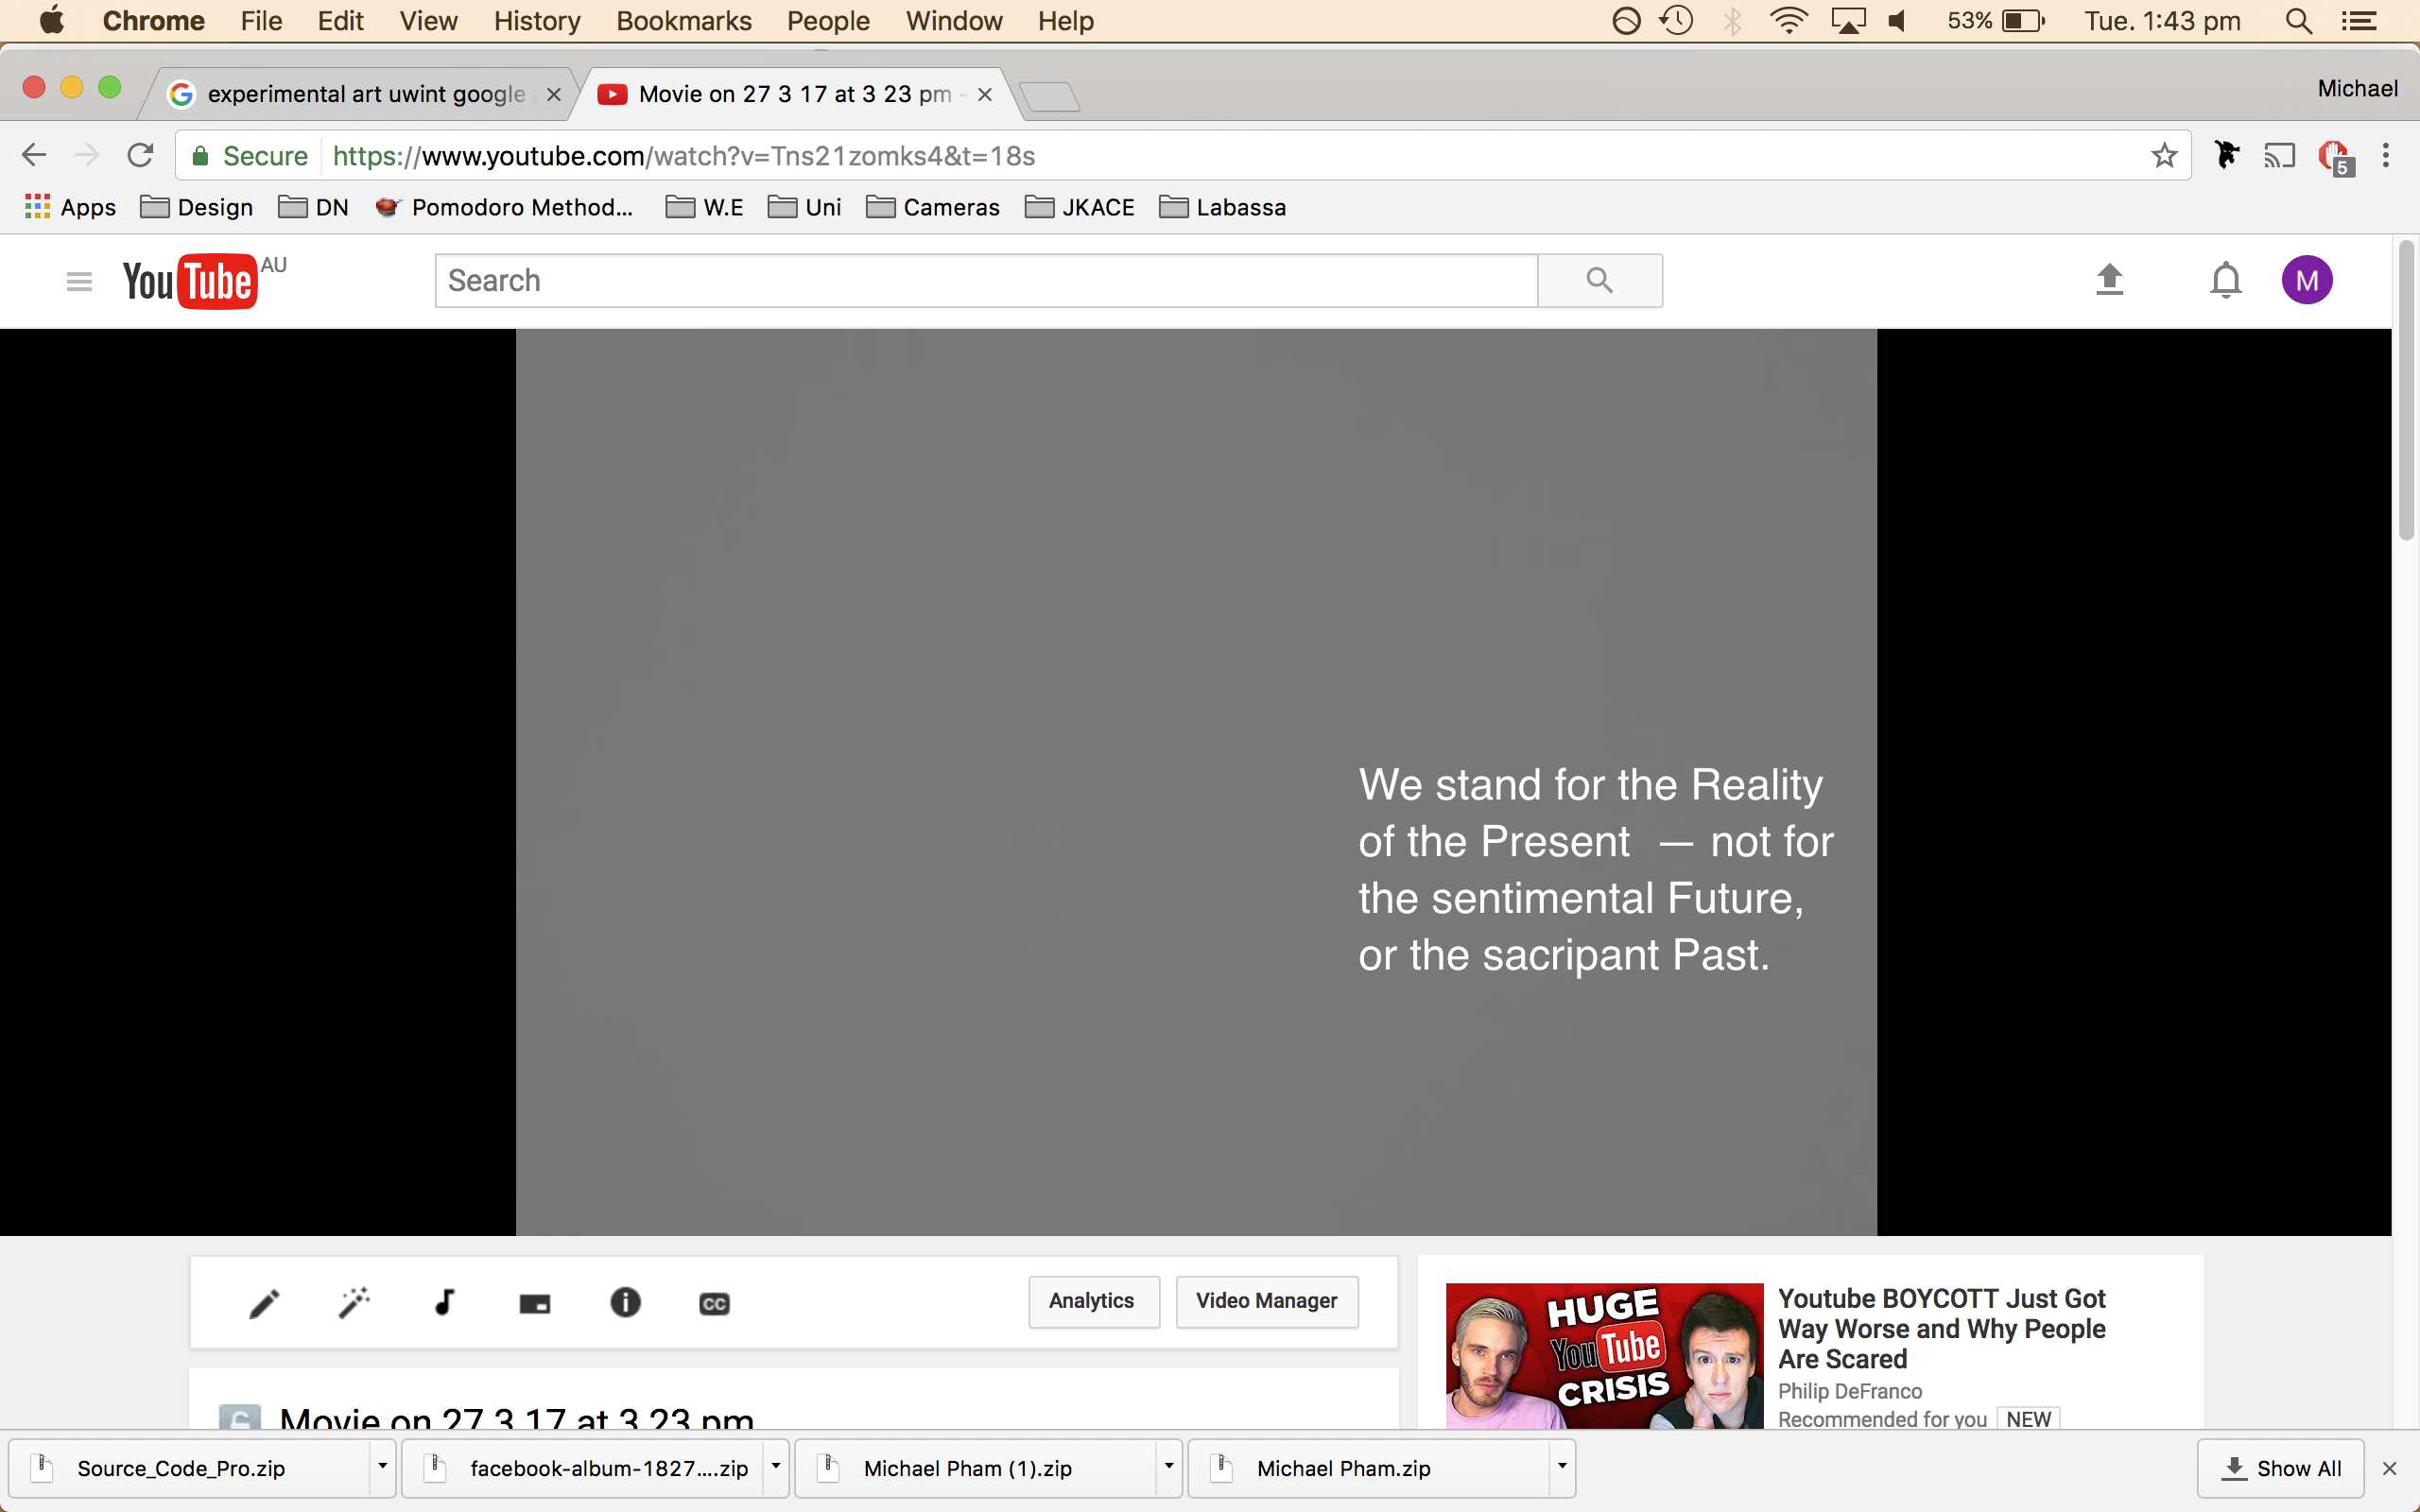 Chrome File Edit View History Bookmarks People Window Help 53% Tue. 1:43 pm
experimental art uwint google Movie on 27 3 17 at 3 23 pm - Michael
Secure https://www.youtube.com/watch?v=Tns21zomks4&t=18s 5
Apps Design DN Pomodoro Method... W.E Uni Cameras JKACE Labassa
YouTube AU Search M
We stand for the Reality
of the Present — not for
the sentimental Future,
or the sacripant Past.
CC Analytics Video Manager
HUGE
YouTube
CRISIS
Youtube BOYCOTT Just Got
Way Worse and Why People
Are Scared
Philip DeFranco
Recommended for you NEW
Movie on 27 3 17 at 3 23 pm
Source_Code_Pro.zip facebook-album-1827....zip Michael Pham (1).zip Michael Pham.zip Show All